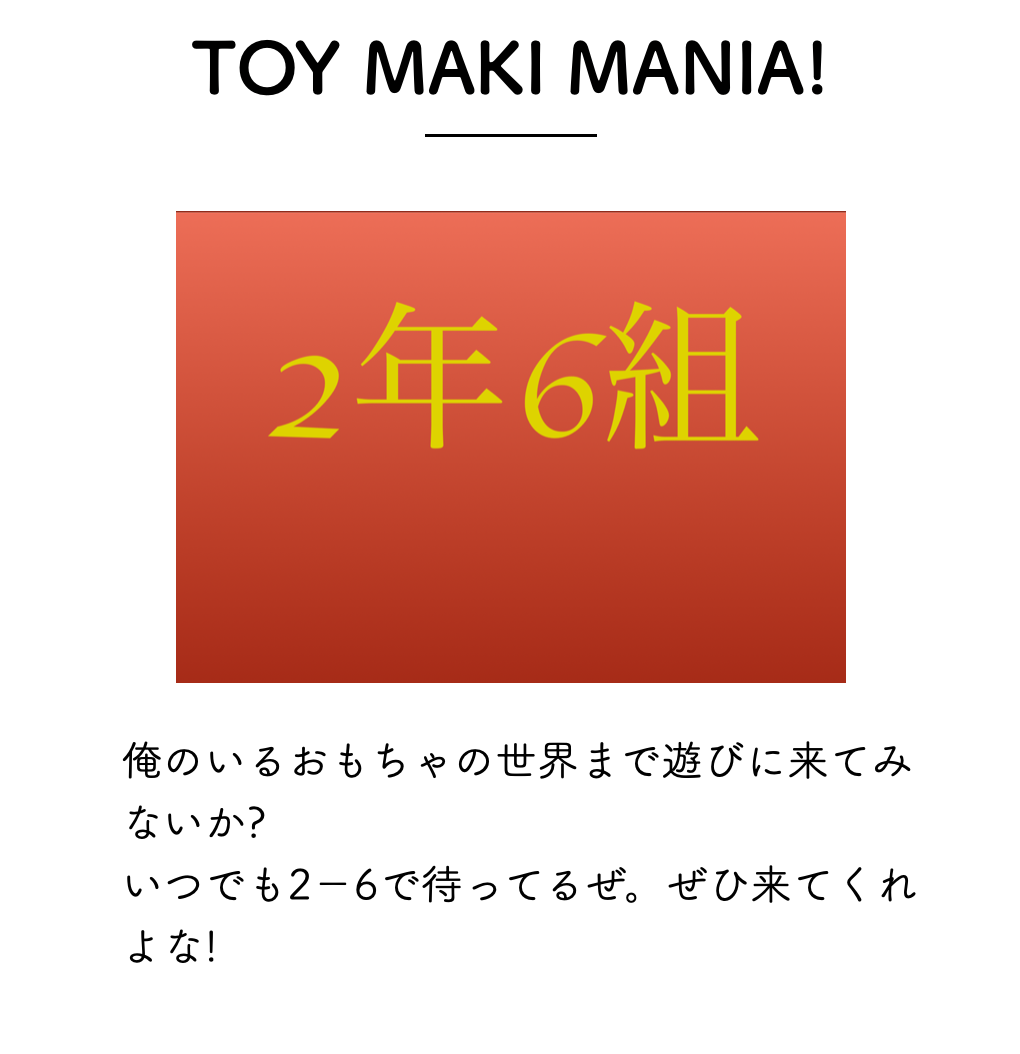 TOY MAKI MANIA!
2年6組
俺のいるおもちゃの世界まで遊びに来てみ
ないか?
いつでも2−6で待ってるぜ。ぜひ来てくれ
よな!